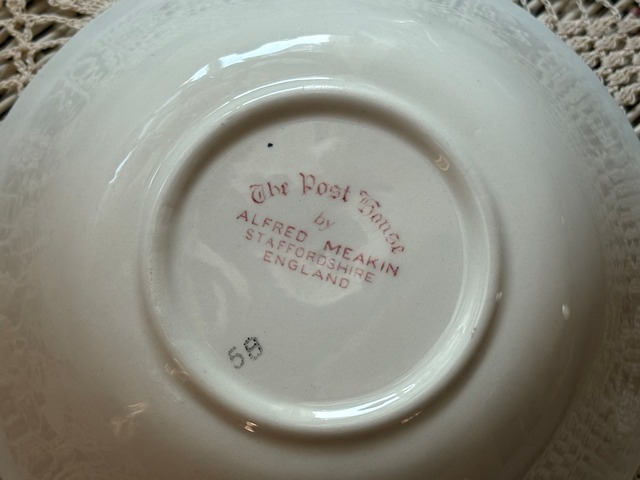 The Post House
by
ALFRED MEAKIN
STAFFORDSHIRE
ENGLAND
58